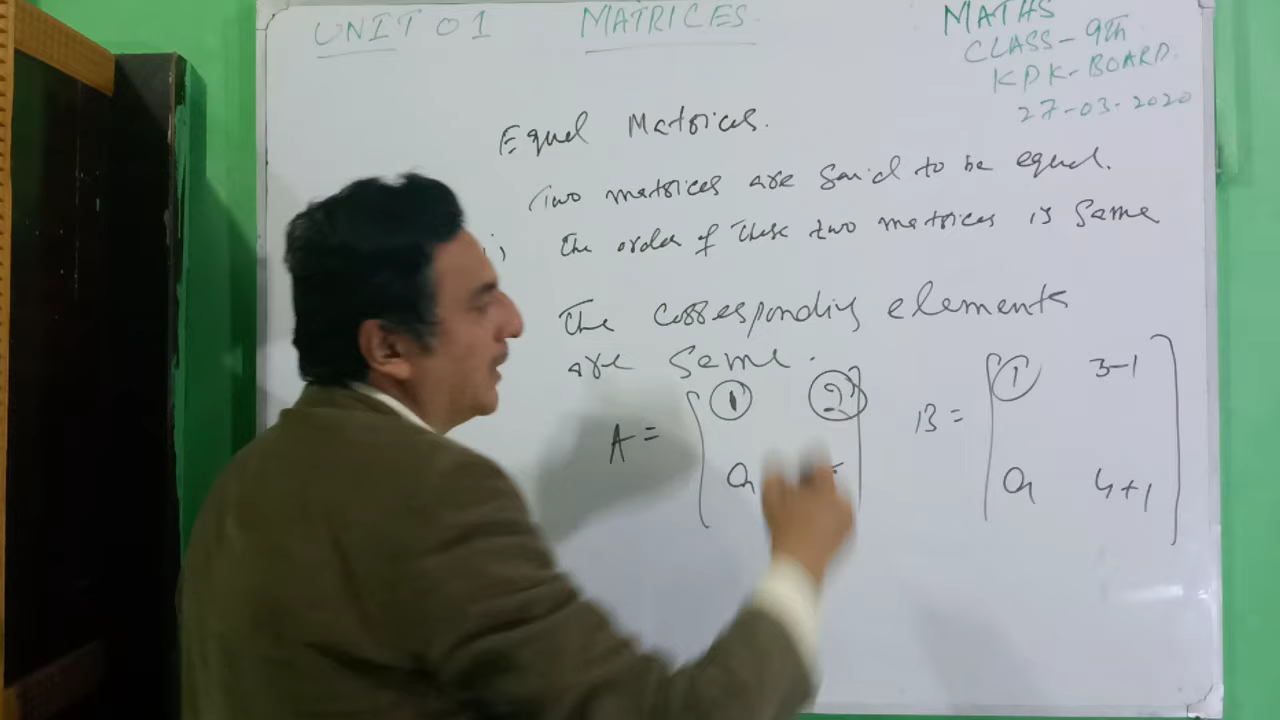 UNIT 01 MATRICES
MATHS
CLASS-9th
KPK-BOARD.
27-03-2020
Equal Matrices.
Two matrices are Said to be equal.
i, The order of These two matrices is Same
The corresponding elements
are Same.
A = 1 2 B = 1 3-1
a a 4+1